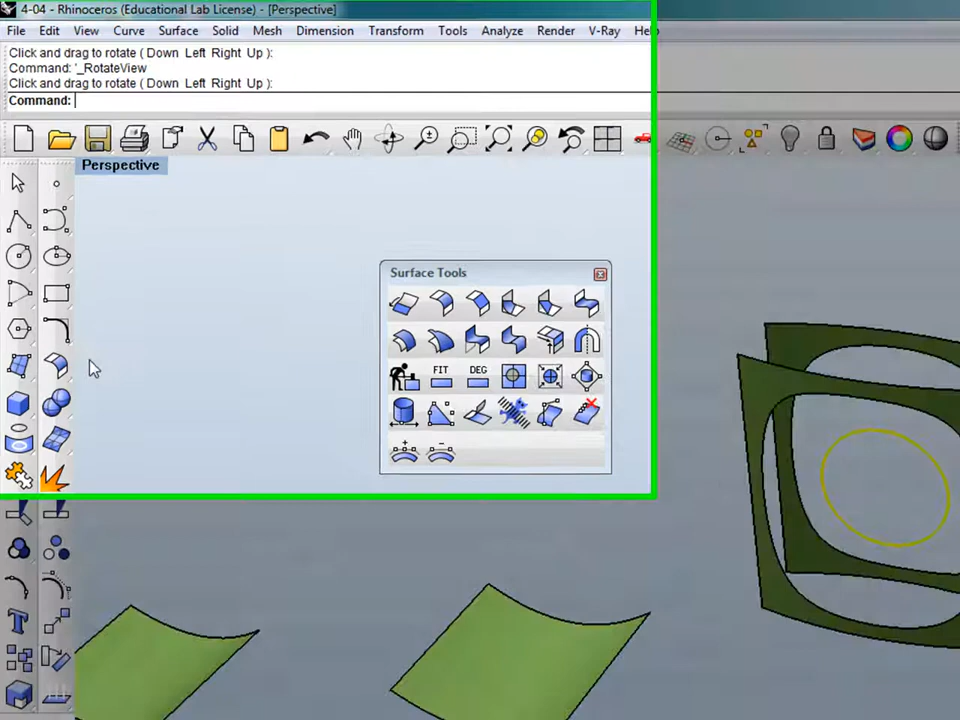 4-04 - Rhinoceros (Educational Lab License) - [Perspective]
File Edit View Curve Surface Solid Mesh Dimension Transform Tools Analyze Render V-Ray Help
Click and drag to rotate ( Down Left Right Up ):
Command: '_RotateView
Click and drag to rotate ( Down Left Right Up ):
Command:
Perspective
Surface Tools
FIT DEG
T